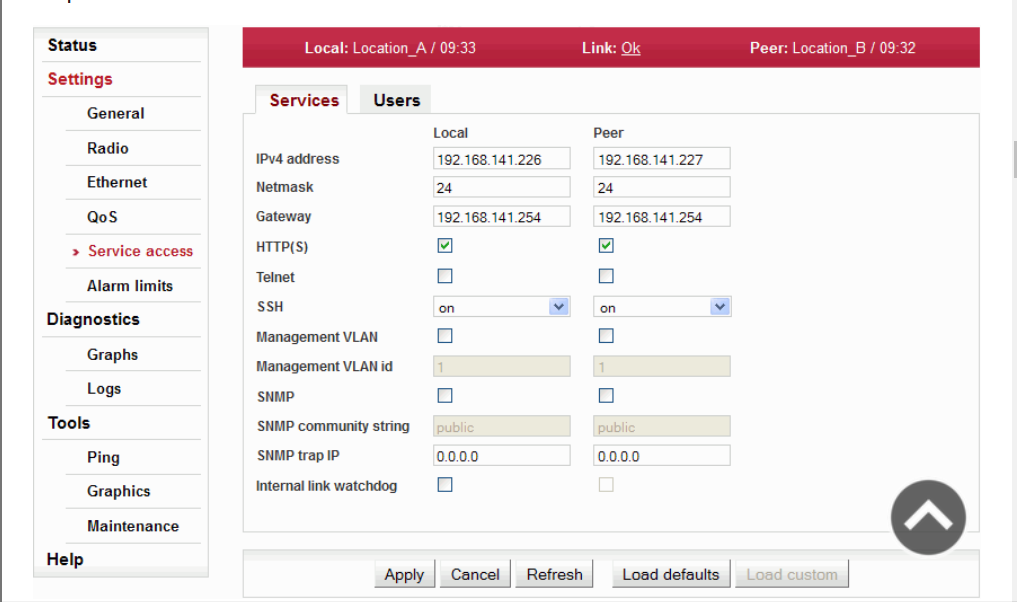 Status
Settings
General
Radio
Ethernet
QoS
Service access
Alarm limits
Diagnostics
Graphs
Logs
Tools
Ping
Graphics
Maintenance
Help
Local: Location_A / 09:33 Link: Ok Peer: Location_B / 09:32
Services Users
Local Peer
IPv4 address 192.168.141.226 192.168.141.227
Netmask 24 24
Gateway 192.168.141.254 192.168.141.254
HTTP(S)
Telnet
SSH on on
Management VLAN
Management VLAN id 1 1
SNMP
SNMP community string public public
SNMP trap IP 0.0.0.0 0.0.0.0
Internal link watchdog
Apply Cancel Refresh Load defaults Load custom